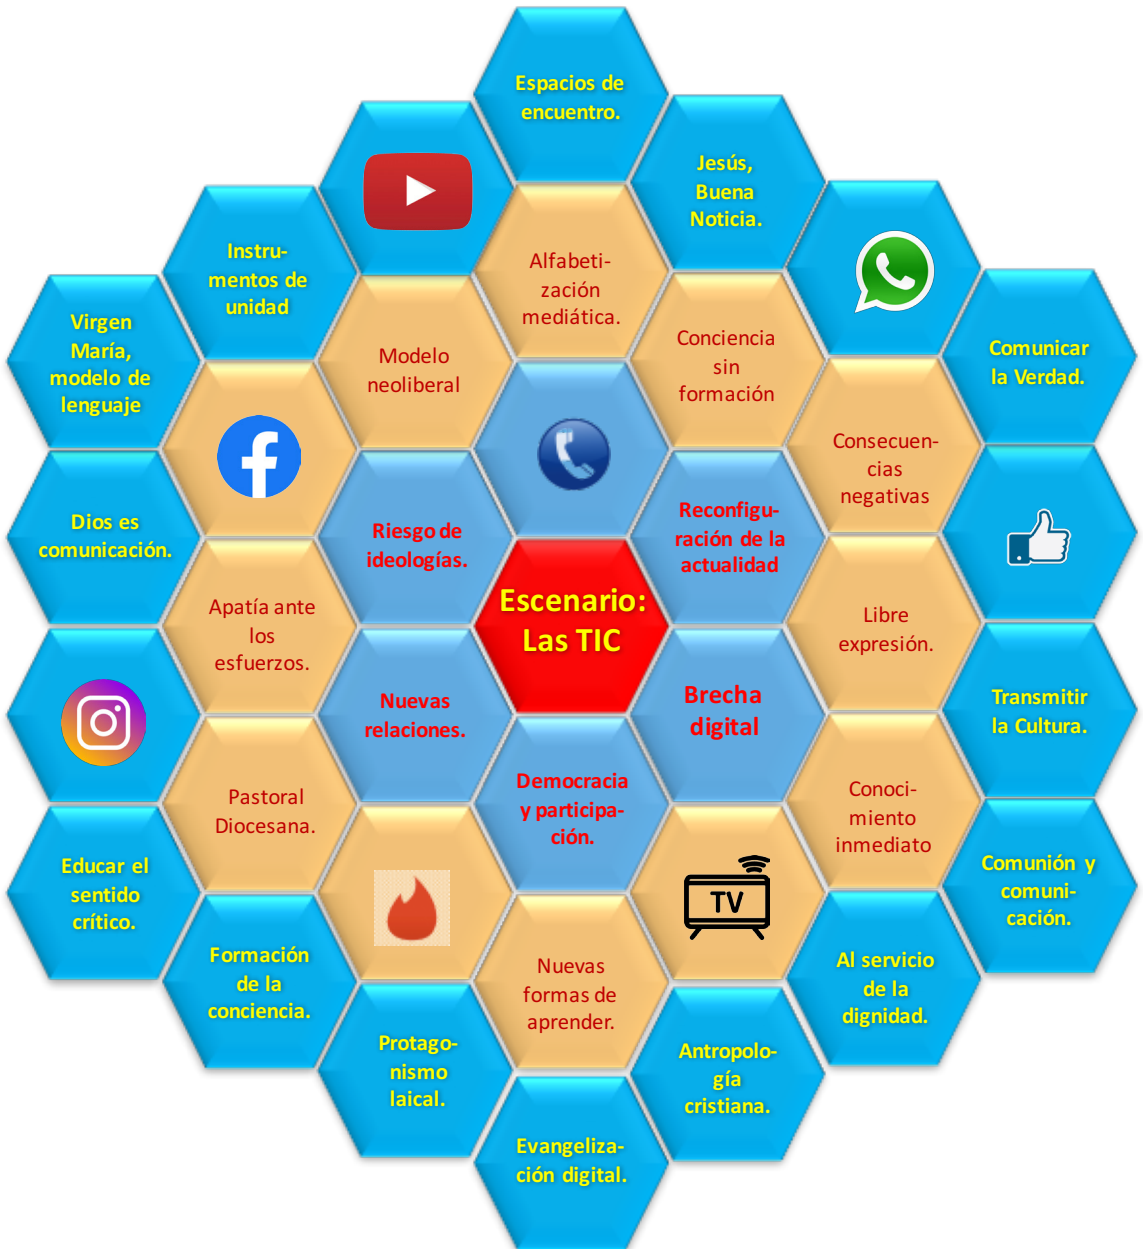 Espacios de
encuentro.
Jesús,
Buena
Noticia.
Instru-
mentos de
unidad
Alfabeti-
zación
mediática.
Virgen
María,
modelo de
lenguaje
Modelo
neoliberal
Conciencia
sin
formación
Comunicar
la Verdad.
Consecuen-
cias
negativas
Dios es
comunicación.
Riesgo de
ideologías.
Reconfigu-
ración de la
actualidad
Escenario:
Las TIC
Apatía ante
los
esfuerzos.
Libre
expresión.
Nuevas
relaciones.
Brecha
digital
Transmitir
la Cultura.
Pastoral
Diocesana.
Democracia
y participa-
ción.
Conoci-
miento
inmediato
Educar el
sentido
crítico.
TV
Comunión y
comuni-
cación.
Formación
de la
conciencia.
Nuevas
formas de
aprender.
Al servicio
de la
dignidad.
Protago-
nismo
laical.
Antropolo-
gía
cristiana.
Evangeliza-
ción digital.